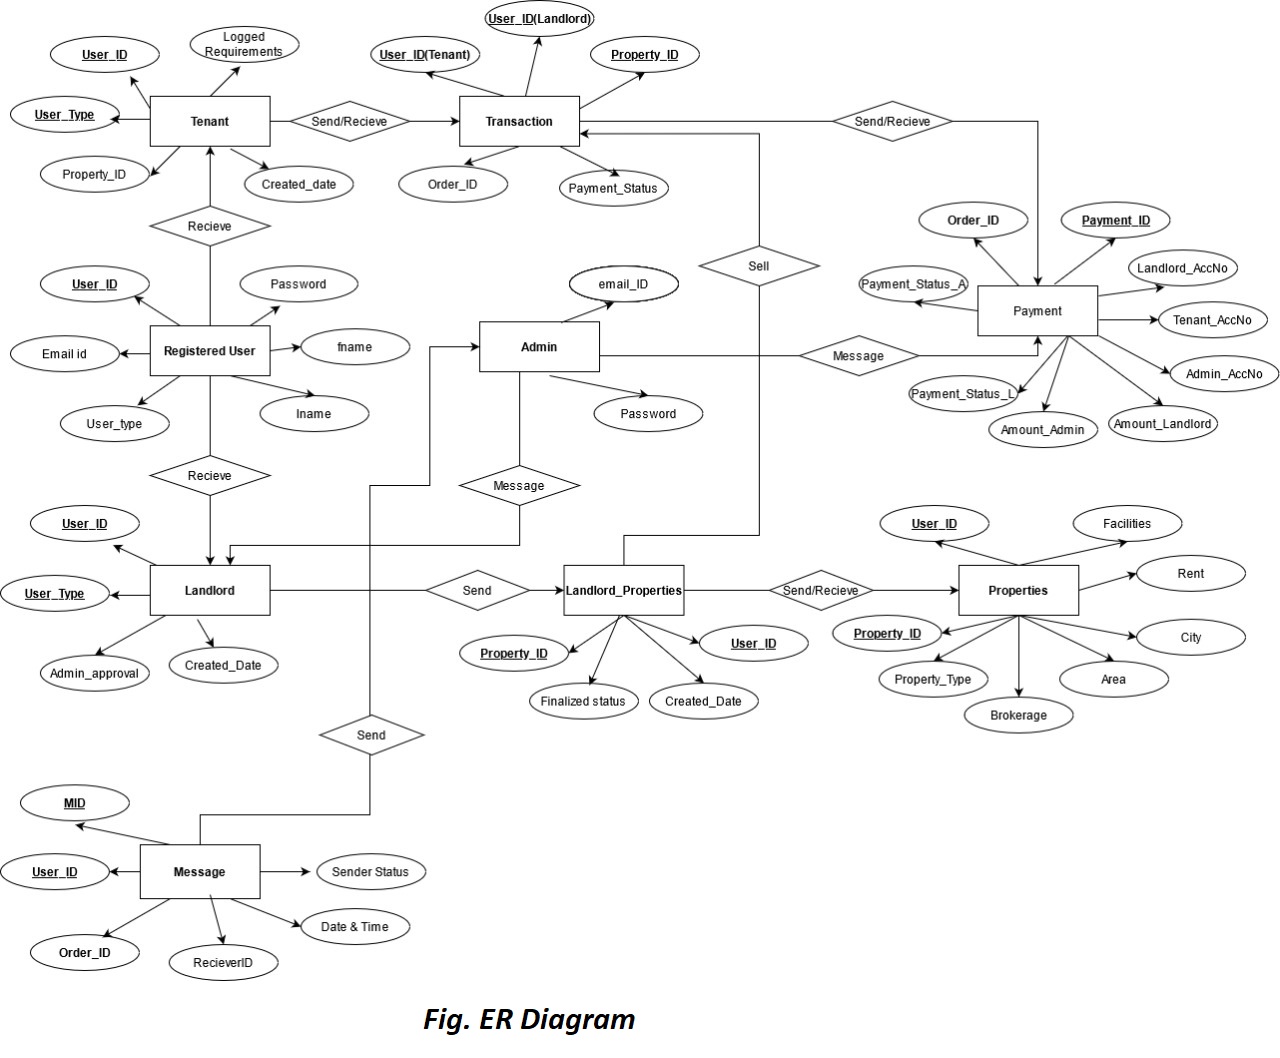 User_ID(Landlord)
Logged
Requirements
User_ID
User_ID(Tenant)
Property_ID
User_Type
Tenant
Send/Recieve
Transaction
Send/Recieve
Property_ID
Created_date
Order_ID
Payment_Status
Recieve
Order_ID
Payment_ID
Sell
Landlord_AccNo
User_ID
Password
email_ID
Payment_Status_A
Payment
Tenant_AccNo
Email id
Registered User
fname
Admin
Message
Admin_AccNo
Payment_Status_L
User_type
lname
Password
Amount_Admin
Amount_Landlord
Recieve
Message
User_ID
User_ID
Facilities
Rent
User_Type
Landlord
Send
Landlord_Properties
Send/Recieve
Properties
Property_ID
City
Admin_approval
Created_Date
Property_ID
User_ID
Property_Type
Area
Finalized status
Created_Date
Brokerage
Send
MID
User_ID
Message
Sender Status
Order_ID
RecieverID
Date & Time
Fig. ER Diagram